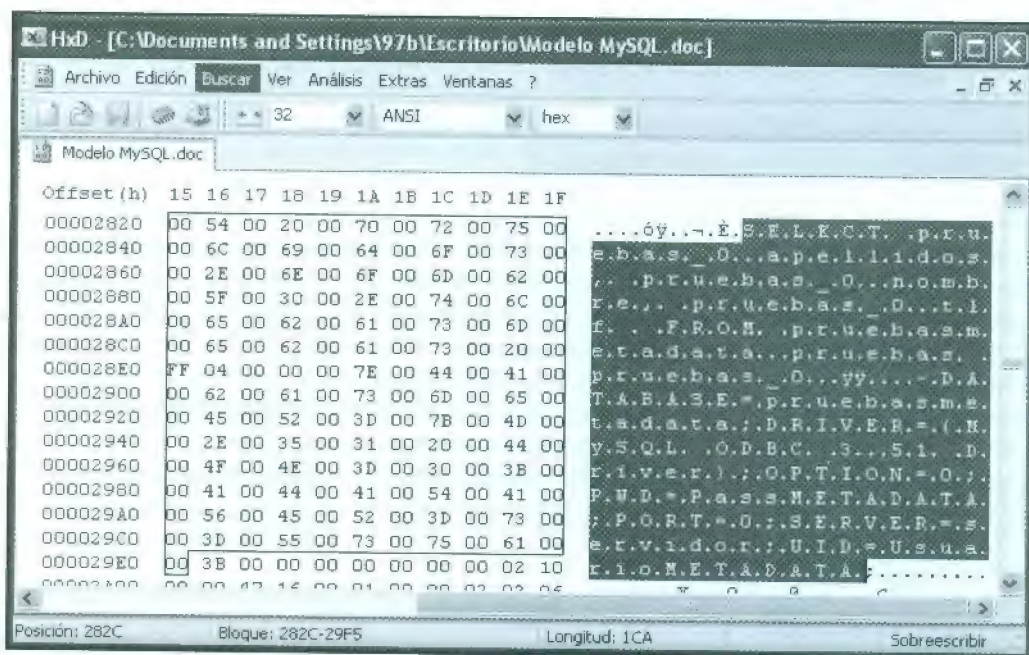 HxD - [C:\Documents and Settings\97b\Escritorio\Modelo MySQL.doc]
Archivo Edición Buscar Ver Análisis Extras Ventanas ?
32 ANSI hex
Modelo MySQL.doc
Offset (h) 15 16 17 18 19 1A 1B 1C 1D 1E 1F
00002820 00 54 00 20 00 70 00 72 00 75 00 ....óÿ..¬.È.S.E.L.E.C.T. .p.r.u.
00002840 00 6C 00 69 00 64 00 6F 00 73 00 e.b.a.s._.0...a.p.e.l.l.i.d.o.s.
00002860 00 2E 00 6E 00 6F 00 6D 00 62 00 ,. .p.r.u.e.b.a.s._.0...n.o.m.b.
00002880 00 5F 00 30 00 2E 00 74 00 6C 00 r.e.,. .p.r.u.e.b.a.s._.0...t.l.
000028A0 00 65 00 62 00 61 00 73 00 6D 00 f. . .F.R.O.M. .p.r.u.e.b.a.s.m.
000028C0 00 65 00 62 00 61 00 73 00 20 00 e.t.a.d.a.t.a...p.r.u.e.b.a.s. .
000028E0 FF 04 00 00 00 7E 00 44 00 41 00 p.r.u.e.b.a.s._.0...ÿÿ....~.D.A.
00002900 00 62 00 61 00 73 00 6D 00 65 00 T.A.B.A.S.E.=.p.r.u.e.b.a.s.m.e.
00002920 00 45 00 52 00 3D 00 7B 00 4D 00 t.a.d.a.t.a.;.D.R.I.V.E.R.=.{.M.
00002940 00 2E 00 35 00 31 00 20 00 44 00 y.S.Q.L. .O.D.B.C. .3...5.1. .D.
00002960 00 4F 00 4E 00 3D 00 30 00 3B 00 r.i.v.e.r.}.;.O.P.T.I.O.N.=.0.;.
00002980 00 41 00 44 00 41 00 54 00 41 00 P.W.D.=.P.a.s.s.M.E.T.A.D.A.T.A.
000029A0 00 56 00 45 00 52 00 3D 00 73 00 ;.P.O.R.T.=.0.;.S.E.R.V.E.R.=.s.
000029C0 00 3D 00 55 00 73 00 75 00 61 00 e.r.v.i.d.o.r.;.U.I.D.=.U.s.u.a.
000029E0 00 3B 00 00 00 00 00 00 00 02 10 r.i.o.M.E.T.A.D.A.T.A.;.........
Posición: 282C Bloque: 282C-29F5 Longitud: 1CA Sobreescribir